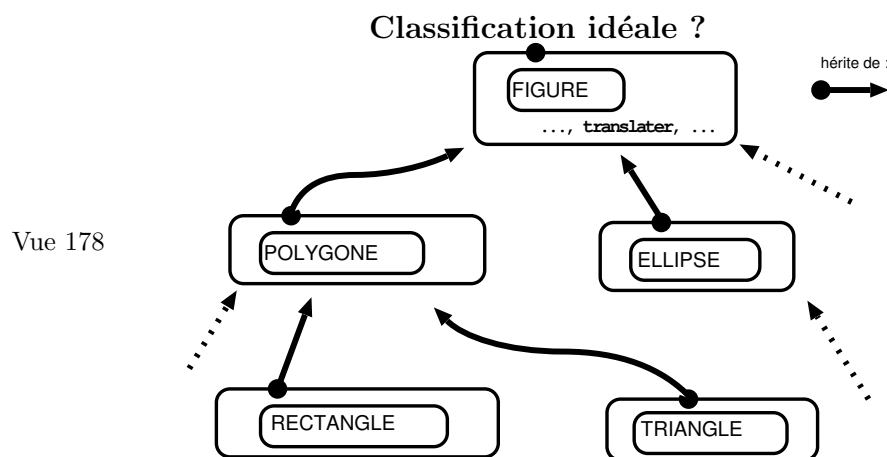 Classification idéale ?
hérite de :
FIGURE
..., translater, ...
Vue 178
POLYGONE
ELLIPSE
RECTANGLE
TRIANGLE